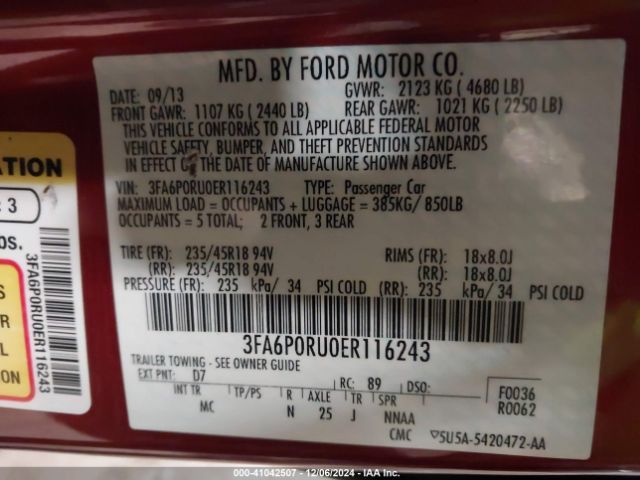 MFD. BY FORD MOTOR CO.
DATE: 09/13 GVWR: 2123 KG ( 4680 LB)
FRONT GAWR: 1107 KG ( 2440 LB) REAR GAWR: 1021 KG ( 2250 LB)
THIS VEHICLE CONFORMS TO ALL APPLICABLE FEDERAL MOTOR
VEHICLE SAFETY, BUMPER, AND THEFT PREVENTION STANDARDS
IN EFFECT ON THE DATE OF MANUFACTURE SHOWN ABOVE.
VIN: 3FA6P0RU0ER116243 TYPE: Passenger Car
MAXIMUM LOAD = OCCUPANTS + LUGGAGE = 385KG/ 850LB
OCCUPANTS = 5 TOTAL; 2 FRONT, 3 REAR
TIRE (FR): 235/45R18 94V RIMS (FR): 18x8.0J
(RR): 235/45R18 94V (RR): 18x8.0J
PRESSURE (FR): 235 kPa/ 34 PSI COLD (RR): 235 kPa/ 34 PSI COLD
3FA6P0RU0ER116243
TRAILER TOWING - SEE OWNER GUIDE
EXT PNT: D7 RC: 89 DSO: F0036
INT TR TP/PS R AXLE TR SPR R0062
MC N 25 J NNAA
CMC 5U5A-5420472-AA
ATION
: 3
bs.
S
R
L
ION
3FA6P0RU0ER116243
000-41042507 - 12/06/2024 - IAA Inc.